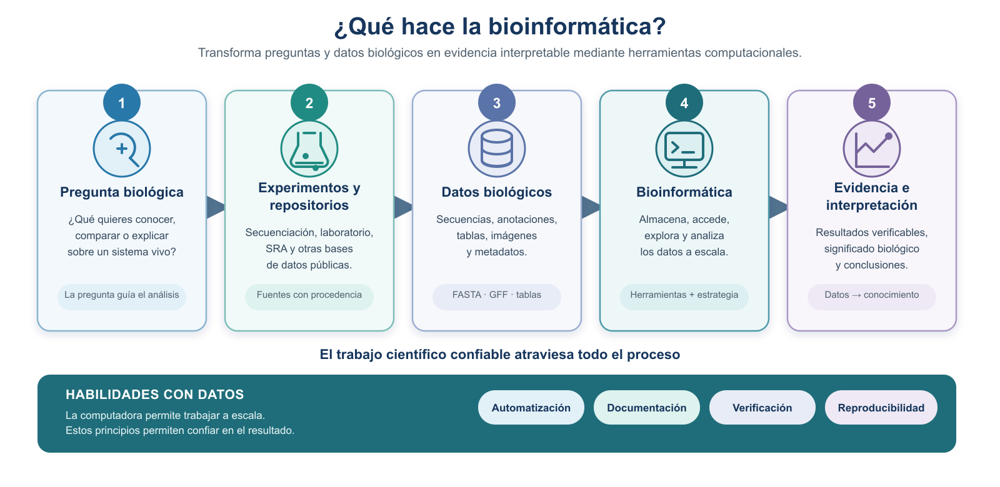 ¿Qué hace la bioinformática?
Transforma preguntas y datos biológicos en evidencia interpretable mediante herramientas computacionales.
1
Pregunta biológica
¿Qué quieres conocer,
comparar o explicar
sobre un sistema vivo?
La pregunta guía el análisis
2
Experimentos y
repositorios
Secuenciación, laboratorio,
SRA y otras bases
de datos públicas.
Fuentes con procedencia
3
Datos biológicos
Secuencias, anotaciones,
tablas, imágenes
y metadatos.
FASTA · GFF · tablas
4
Bioinformática
Almacena, accede,
explora y analiza
los datos a escala.
Herramientas + estrategia
5
Evidencia e
interpretación
Resultados verificables,
significado biológico
y conclusiones.
Datos → conocimiento
El trabajo científico confiable atraviesa todo el proceso
HABILIDADES CON DATOS
La computadora permite trabajar a escala.
Estos principios permiten confiar en el resultado.
Automatización
Documentación
Verificación
Reproducibilidad